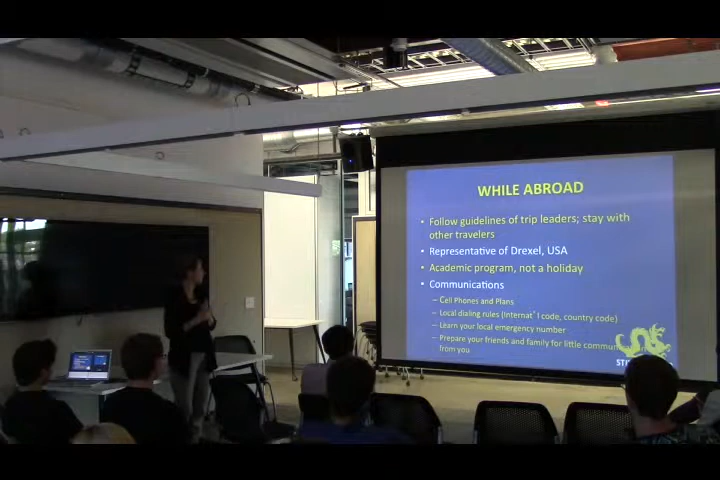 WHILE ABROAD
• Follow guidelines of trip leaders; stay with
other travelers
• Representative of Drexel, USA
• Academic program, not a holiday
• Communications
– Cell Phones and Plans
– Local dialing rules (Internat'l code, country code)
– Learn your local emergency number
– Prepare your friends and family for little
from you